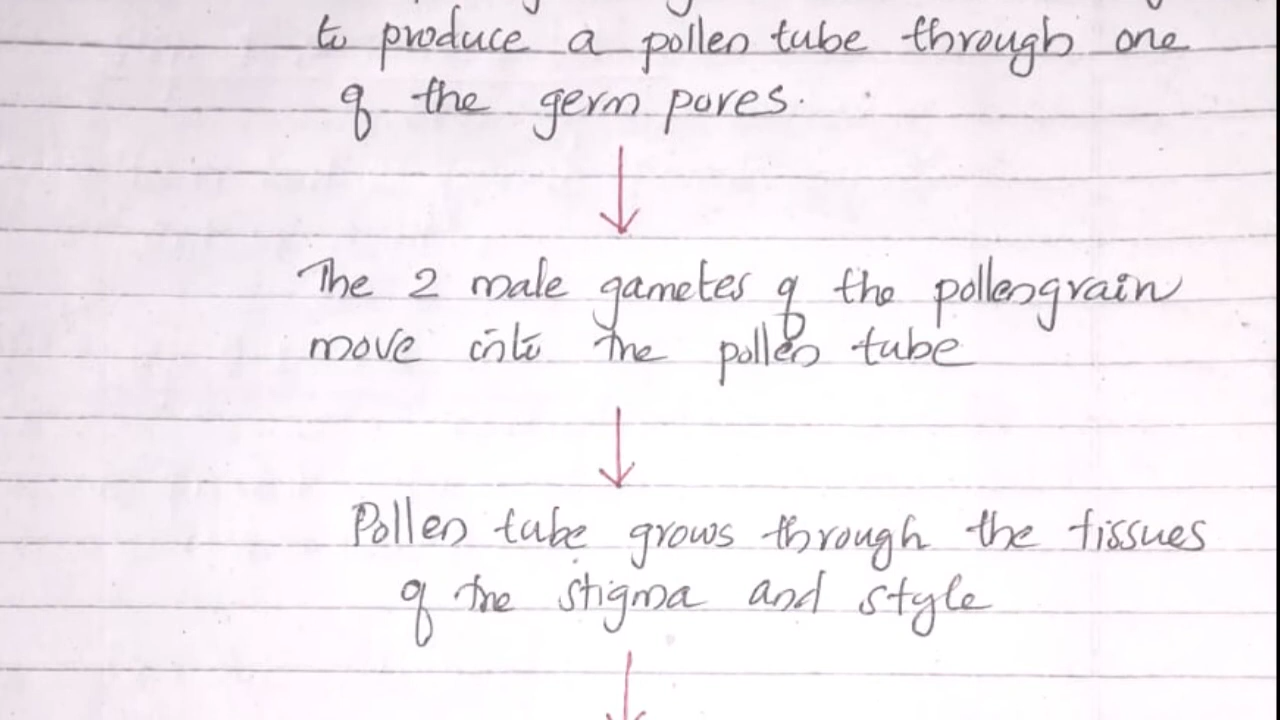 to produce a pollen tube through one
of the germ pores.
The 2 male gametes of the pollengrain
move into the pollen tube
Pollen tube grows through the tissues
of the stigma and style